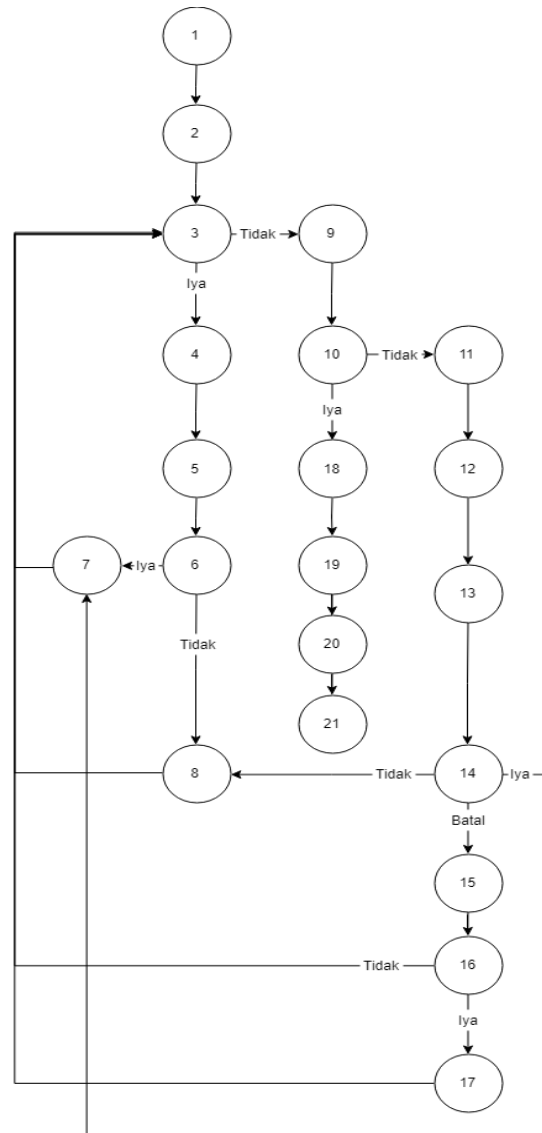 1
2
3 Tidak 9
Iya
4 10 Tidak 11
Iya
5 18 12
7 Iya 6 19 13
Tidak 20
21
8 Tidak 14 Iya
Batal
15
Tidak 16
Iya
17